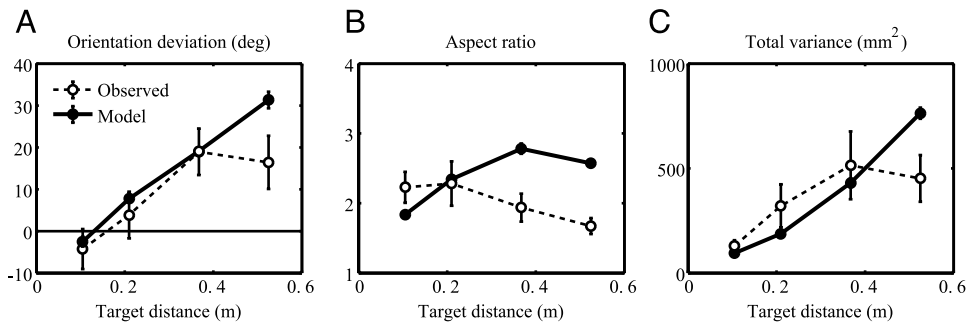 A
Orientation deviation (deg)
40
30
20
10
0
-10
Observed
Model
0
0.2
0.4
0.6
Target distance (m)
B
Aspect ratio
4
3
2
1
0
0.2
0.4
0.6
Target distance (m)
C
Total variance (mm²)
1000
500
0
0
0.2
0.4
0.6
Target distance (m)